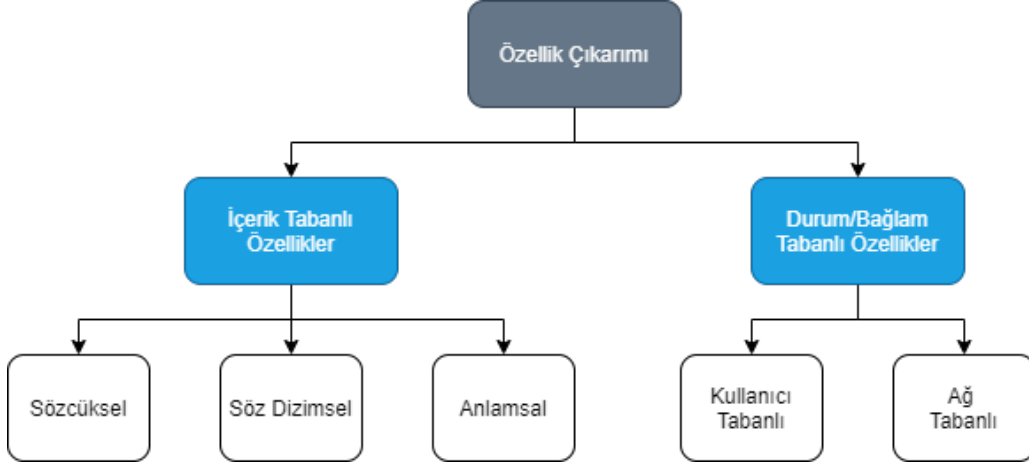 Özellik Çıkarımı
İçerik Tabanlı
Özellikler
Durum/Bağlam
Tabanlı Özellikler
Sözcüksel
Söz Dizimsel
Anlamsal
Kullanıcı
Tabanlı
Ağ
Tabanlı